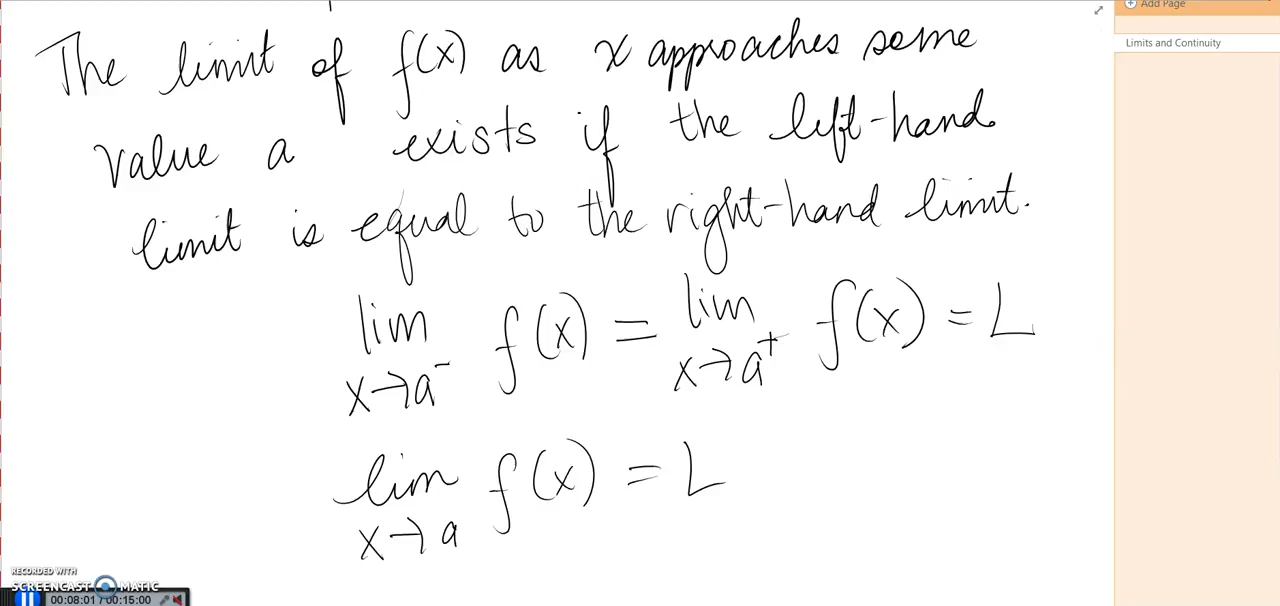 Add Page
Limits and Continuity
The limit of f(x) as x approaches some
value a exists if the left-hand
limit is equal to the right-hand limit.
lim x→a⁻ f(x) = lim x→a⁺ f(x) = L
lim x→a f(x) = L
RECORDED WITH
SCREENCAST MATIC
00:08:01 / 00:15:00